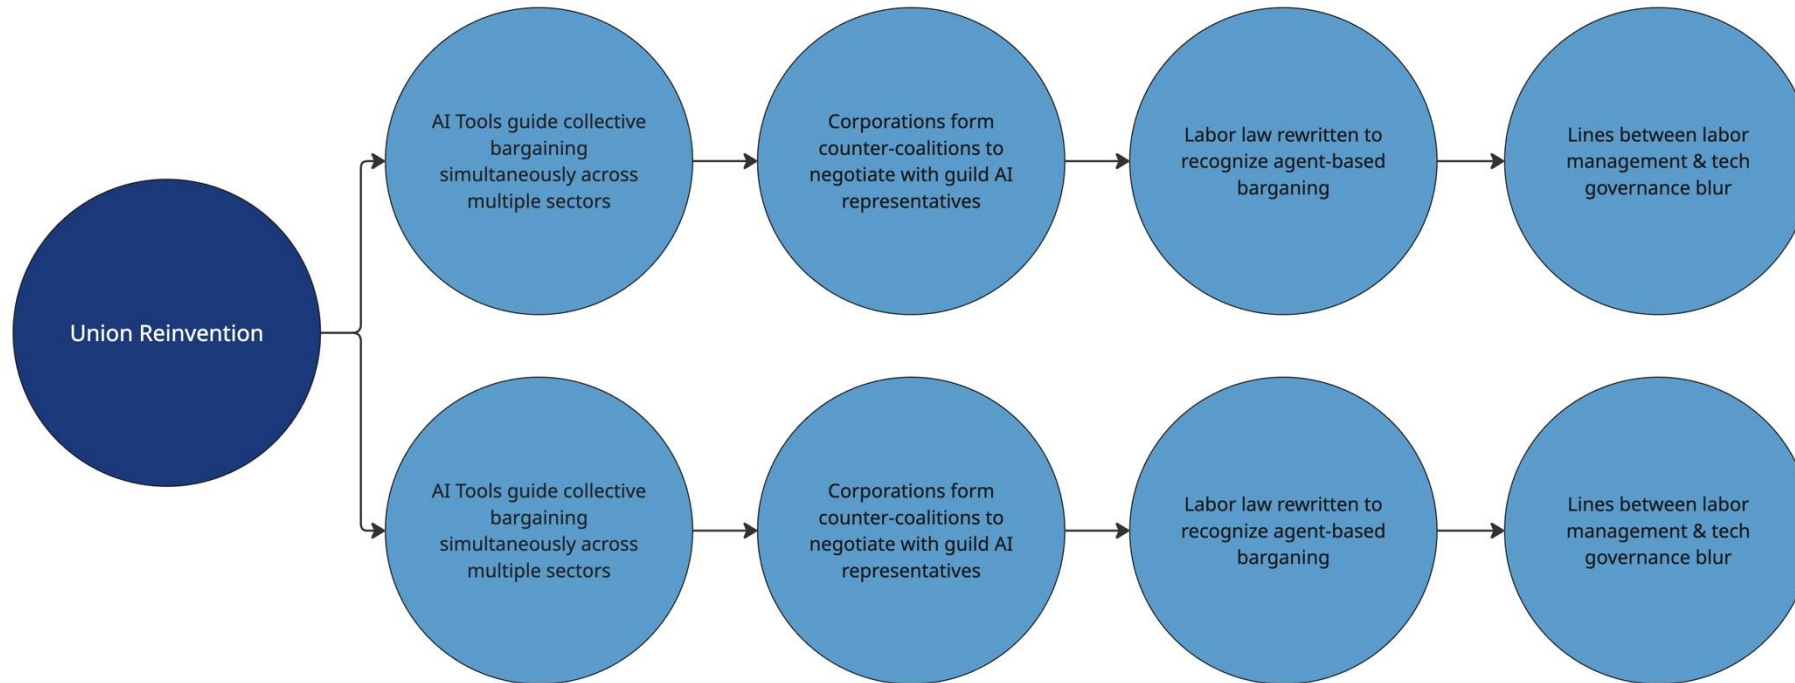 Union Reinvention
AI Tools guide collective
bargaining
simultaneously across
multiple sectors
Corporations form
counter-coalitions to
negotiate with guild AI
representatives
Labor law rewritten to
recognize agent-based
barganing
Lines between labor
management & tech
governance blur
AI Tools guide collective
bargaining
simultaneously across
multiple sectors
Corporations form
counter-coalitions to
negotiate with guild AI
representatives
Labor law rewritten to
recognize agent-based
barganing
Lines between labor
management & tech
governance blur